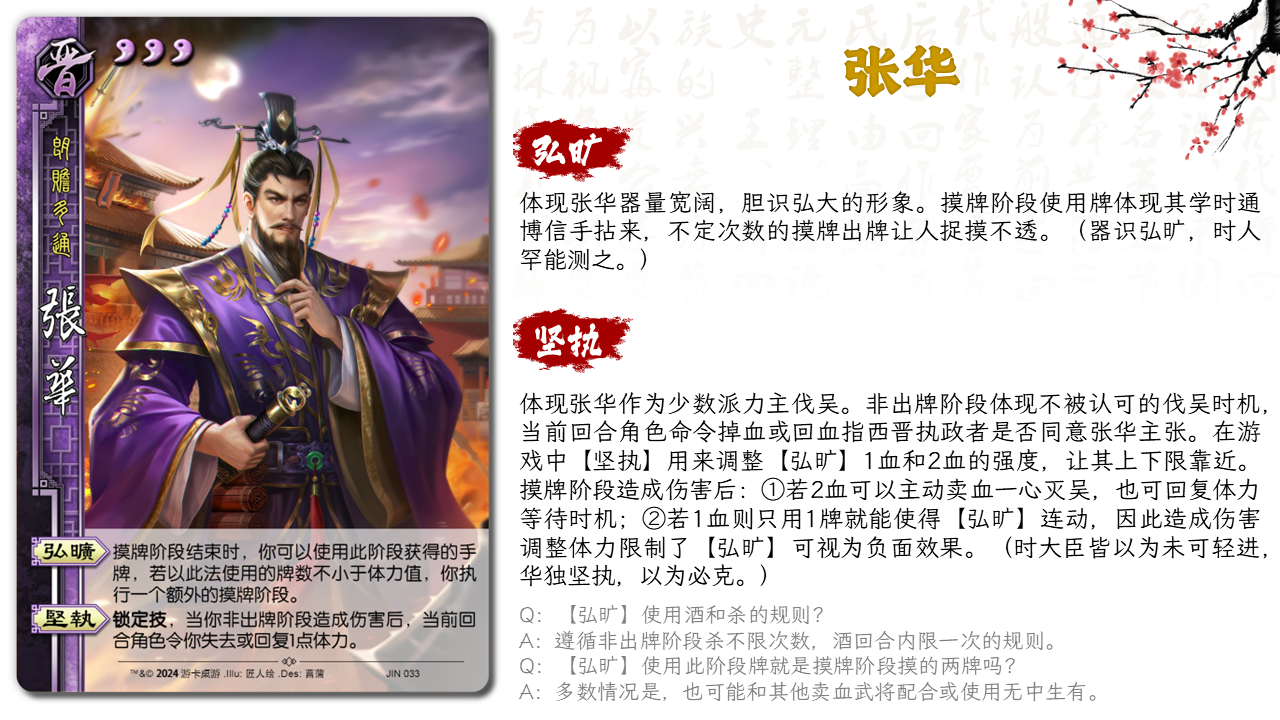 晋
朗贍多通
張華
弘曠
摸牌阶段结束时，你可以使用此阶段获得的手
牌，若以此法使用的牌数不小于体力值，你执
行一个额外的摸牌阶段。
堅執
锁定技，当你非出牌阶段造成伤害后，当前回
合角色令你失去或回复1点体力。
™&© 2024 游卡桌游 .Illu: 匠人绘 .Des: 菖蒲
JIN 033
张华
弘旷
体现张华器量宽阔，胆识弘大的形象。摸牌阶段使用牌体现其学时通
博信手拈来，不定次数的摸牌出牌让人捉摸不透。（器识弘旷，时人
罕能测之。）
坚执
体现张华作为少数派力主伐吴。非出牌阶段体现不被认可的伐吴时机，
当前回合角色命令掉血或回血指西晋执政者是否同意张华主张。在游
戏中【坚执】用来调整【弘旷】1血和2血的强度，让其上下限靠近。
摸牌阶段造成伤害后：①若2血可以主动卖血一心灭吴，也可回复体力
等待时机；②若1血则只用1牌就能使得【弘旷】连动，因此造成伤害
调整体力限制了【弘旷】可视为负面效果。（时大臣皆以为未可轻进，
华独坚执，以为必克。）
Q：【弘旷】使用酒和杀的规则？
A：遵循非出牌阶段杀不限次数，酒回合内限一次的规则。
Q：【弘旷】使用此阶段牌就是摸牌阶段摸的两牌吗？
A：多数情况是，也可能和其他卖血武将配合或使用无中生有。